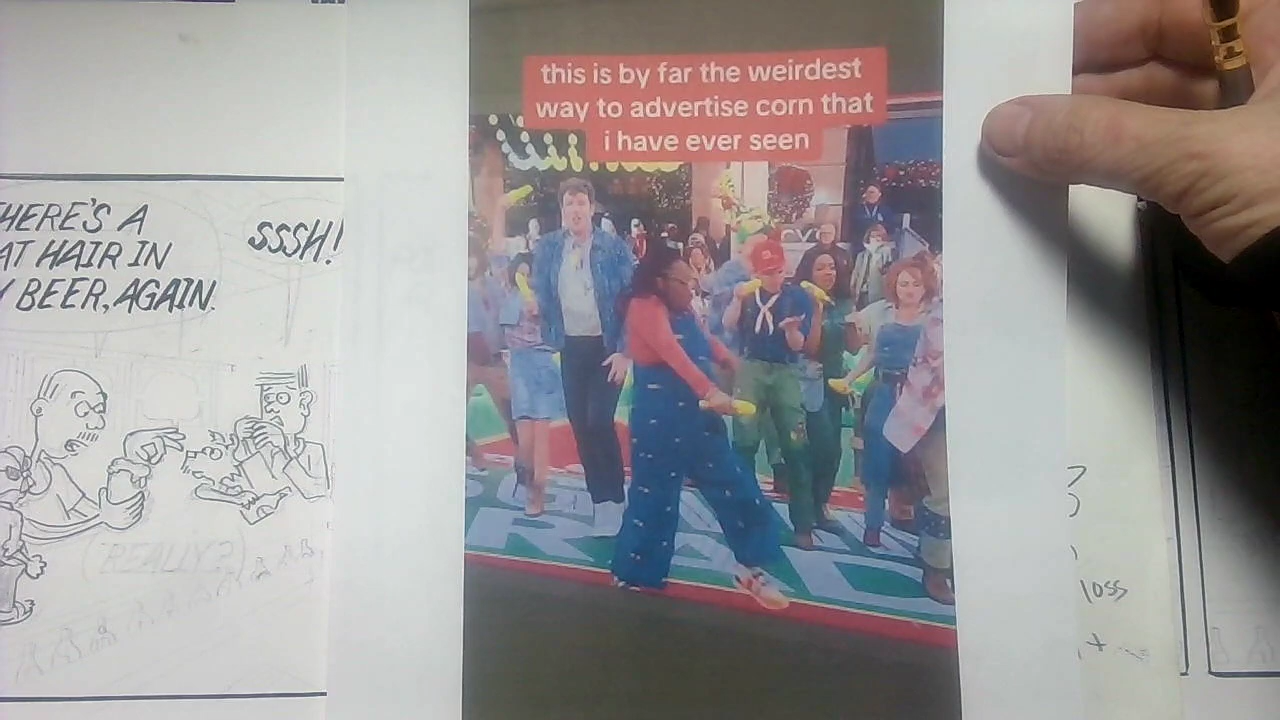 HERE'S A
AT HAIR IN
BEER, AGAIN.
SSSH!
(REALLY?)
this is by far the weirdest
way to advertise corn that
i have ever seen
loss